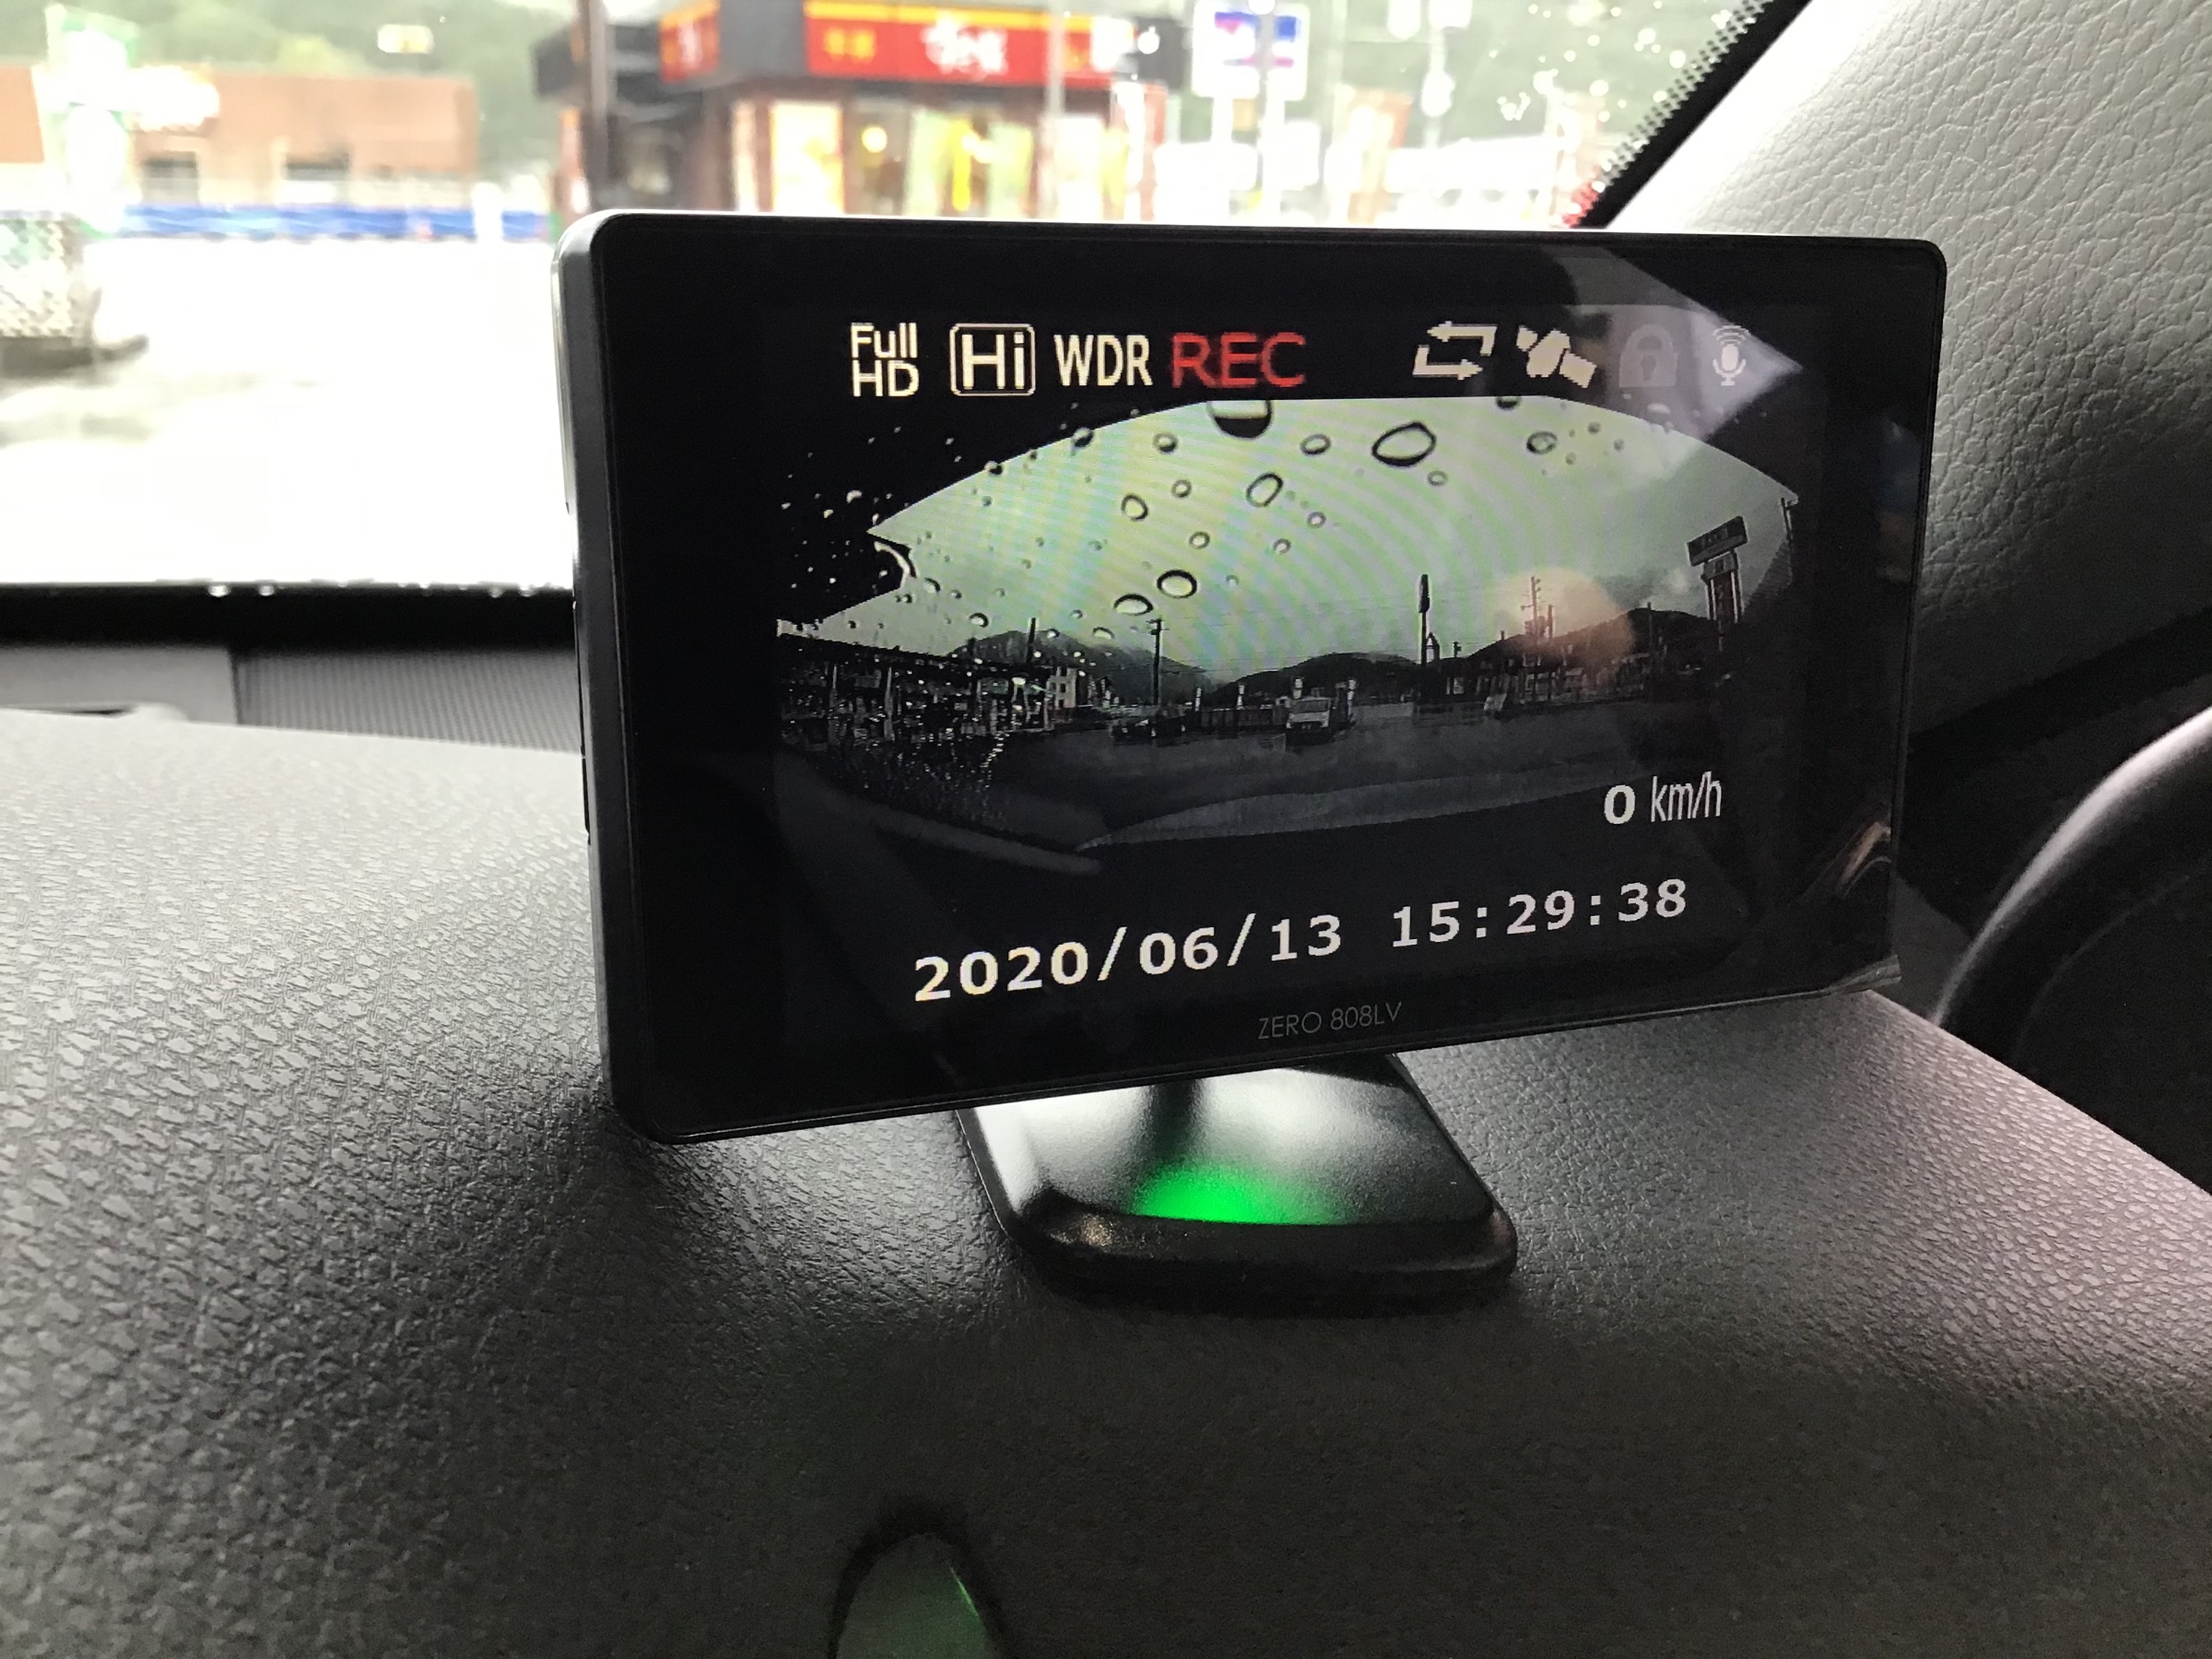 Full HD Hi WDR REC
0 km/h
2020/06/13 15:29:38
ZERO 808LV